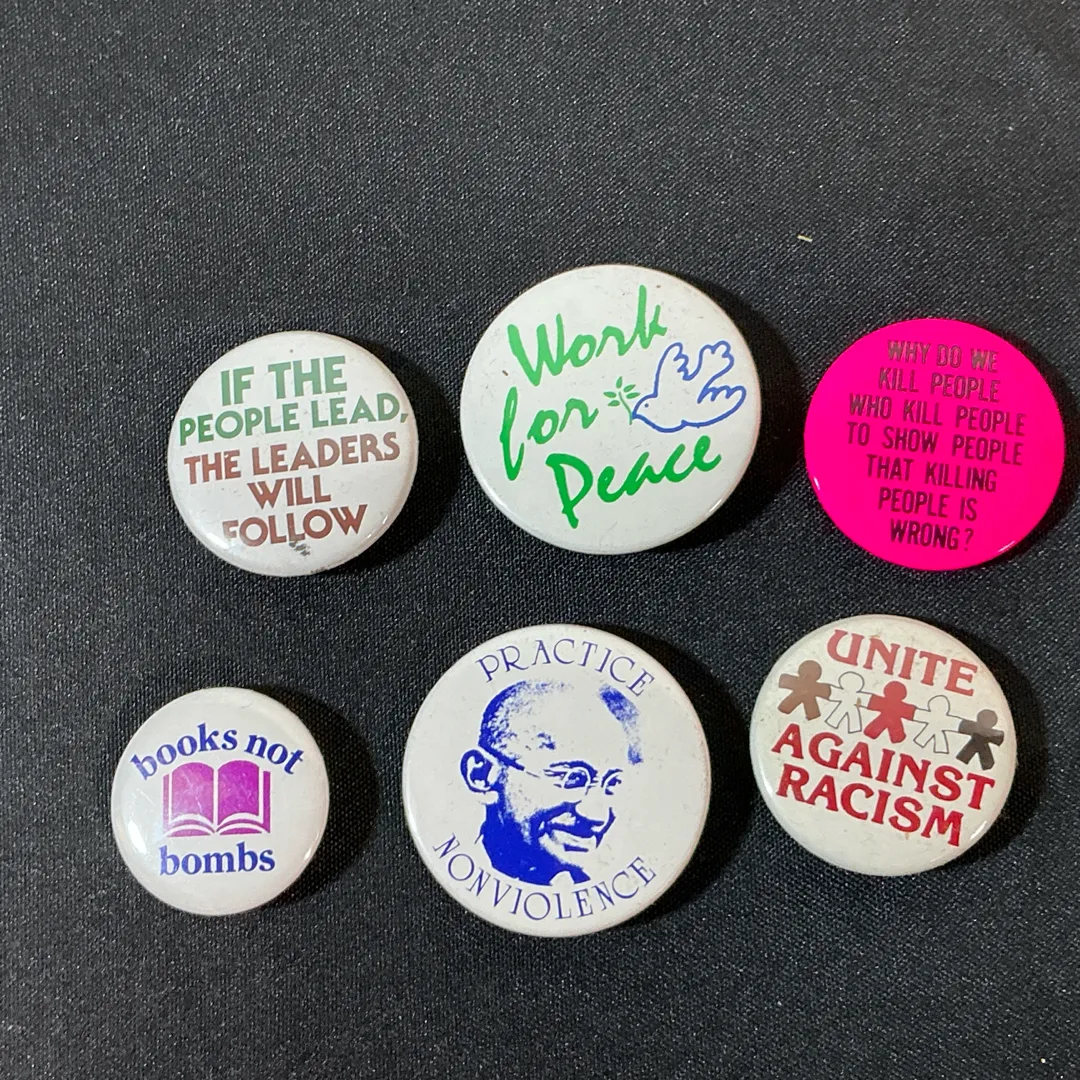 IF THE
PEOPLE LEAD,
THE LEADERS
WILL
FOLLOW
Work
for
Peace
WHY DO WE
KILL PEOPLE
WHO KILL PEOPLE
TO SHOW PEOPLE
THAT KILLING
PEOPLE IS
WRONG?
books not
bombs
PRACTICE
NONVIOLENCE
UNITE
AGAINST
RACISM